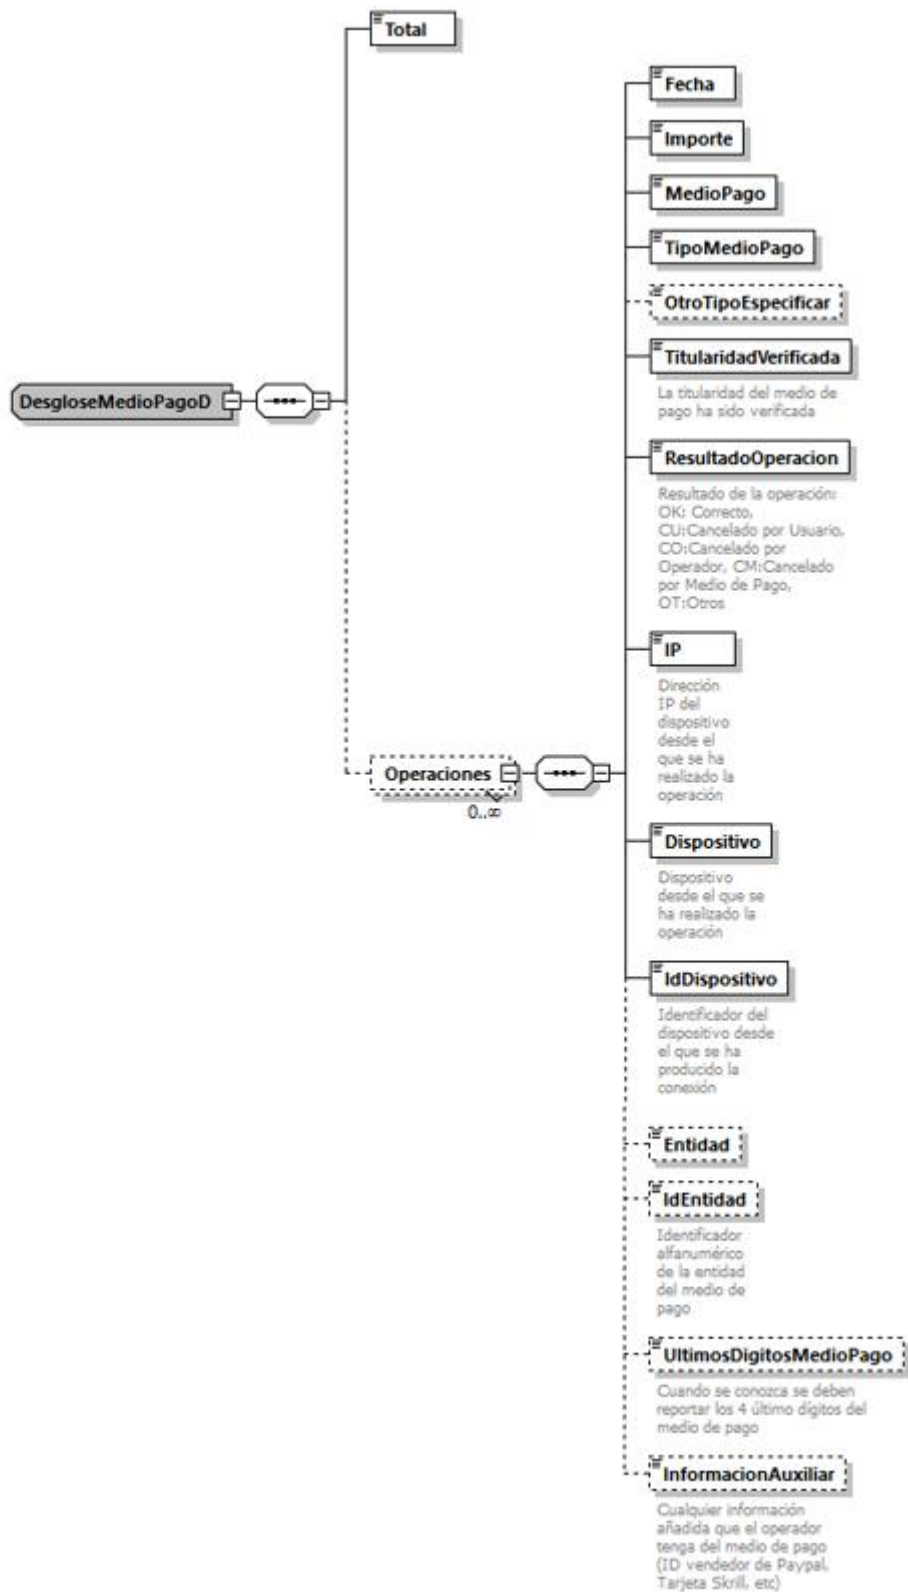 Total
Fecha
Importe
MedioPago
TipoMedioPago
OtroTipoEspecificar
TitularidadVerificada
La titularidad del medio de
pago ha sido verificada
DesgloseMedioPagoD
ResultadoOperacion
Resultado de la operación:
OK: Correcto,
CU:Cancelado por Usuario,
CO:Cancelado por
Operador, CM:Cancelado
por Medio de Pago,
OT:Otros
IP
Dirección
IP del
dispositivo
desde el
que se ha
realizado la
operación
Operaciones
0..∞
Dispositivo
Dispositivo
desde el que se
ha realizado la
operación
IdDispositivo
Identificador del
dispositivo desde
el que se ha
producido la
conexión
Entidad
IdEntidad
Identificador
alfanumérico
de la entidad
del medio de
pago
UltimosDigitosMedioPago
Cuando se conozca se deben
reportar los 4 último dígitos del
medio de pago
InformacionAuxiliar
Cualquier información
añadida que el operador
tenga del medio de pago
(ID vendedor de Paypal,
Tarjeta Skrill, etc)